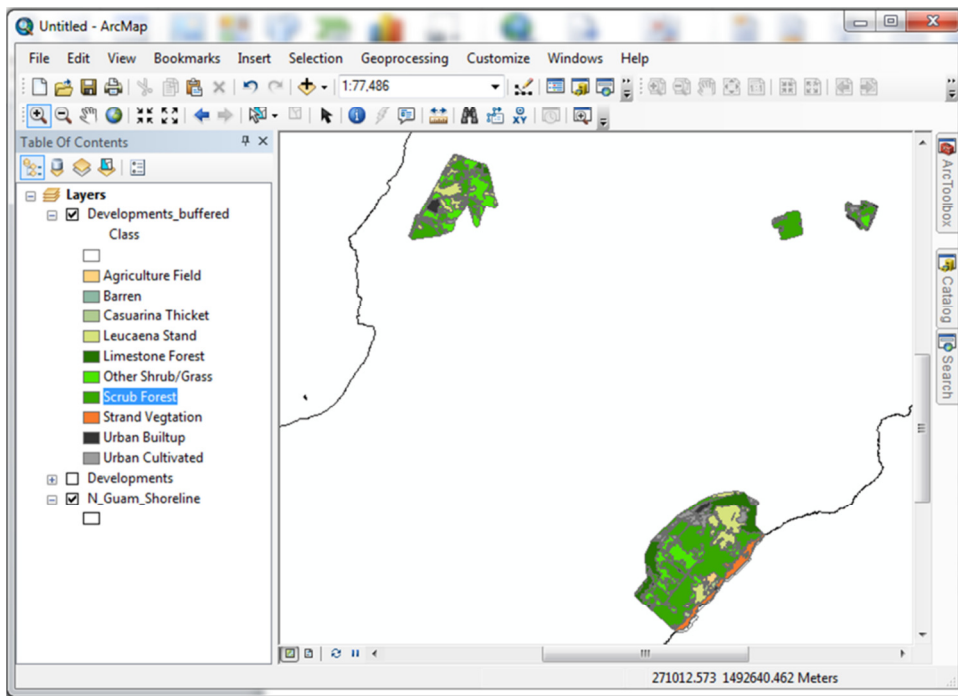 Untitled - ArcMap
File Edit View Bookmarks Insert Selection Geoprocessing Customize Windows Help
1:77,486
Table Of Contents
Layers
Developments_buffered
Class
Agriculture Field
Barren
Casuarina Thicket
Leucaena Stand
Limestone Forest
Other Shrub/Grass
Scrub Forest
Strand Vegtation
Urban Builtup
Urban Cultivated
Developments
N_Guam_Shoreline
ArcToolbox
Catalog
Search
271012.573 1492640.462 Meters